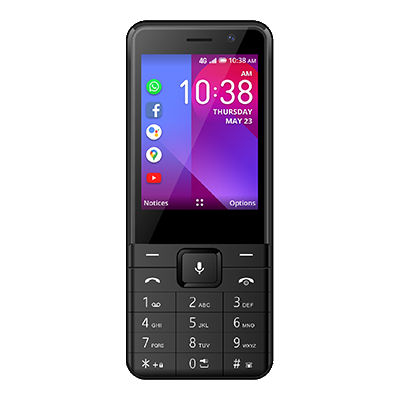 4G 10:38 AM
AM
10:38
THURSDAY
MAY 23
Notices Options
1 2 ABC 3 DEF
4 GHI 5 JKL 6 MNO
7 PQRS 8 TUV 9 WXYZ
* + 0 #